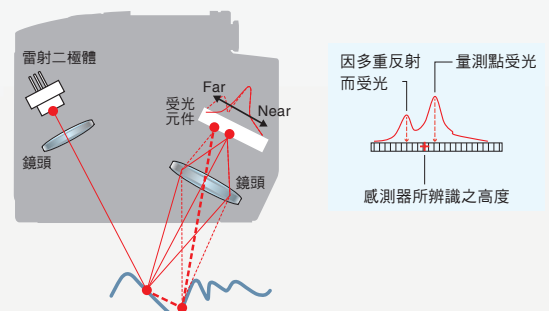 雷射二極體
鏡頭
受光
元件
Far
Near
鏡頭
因多重反射
而受光
量測點受光
感測器所辨識之高度